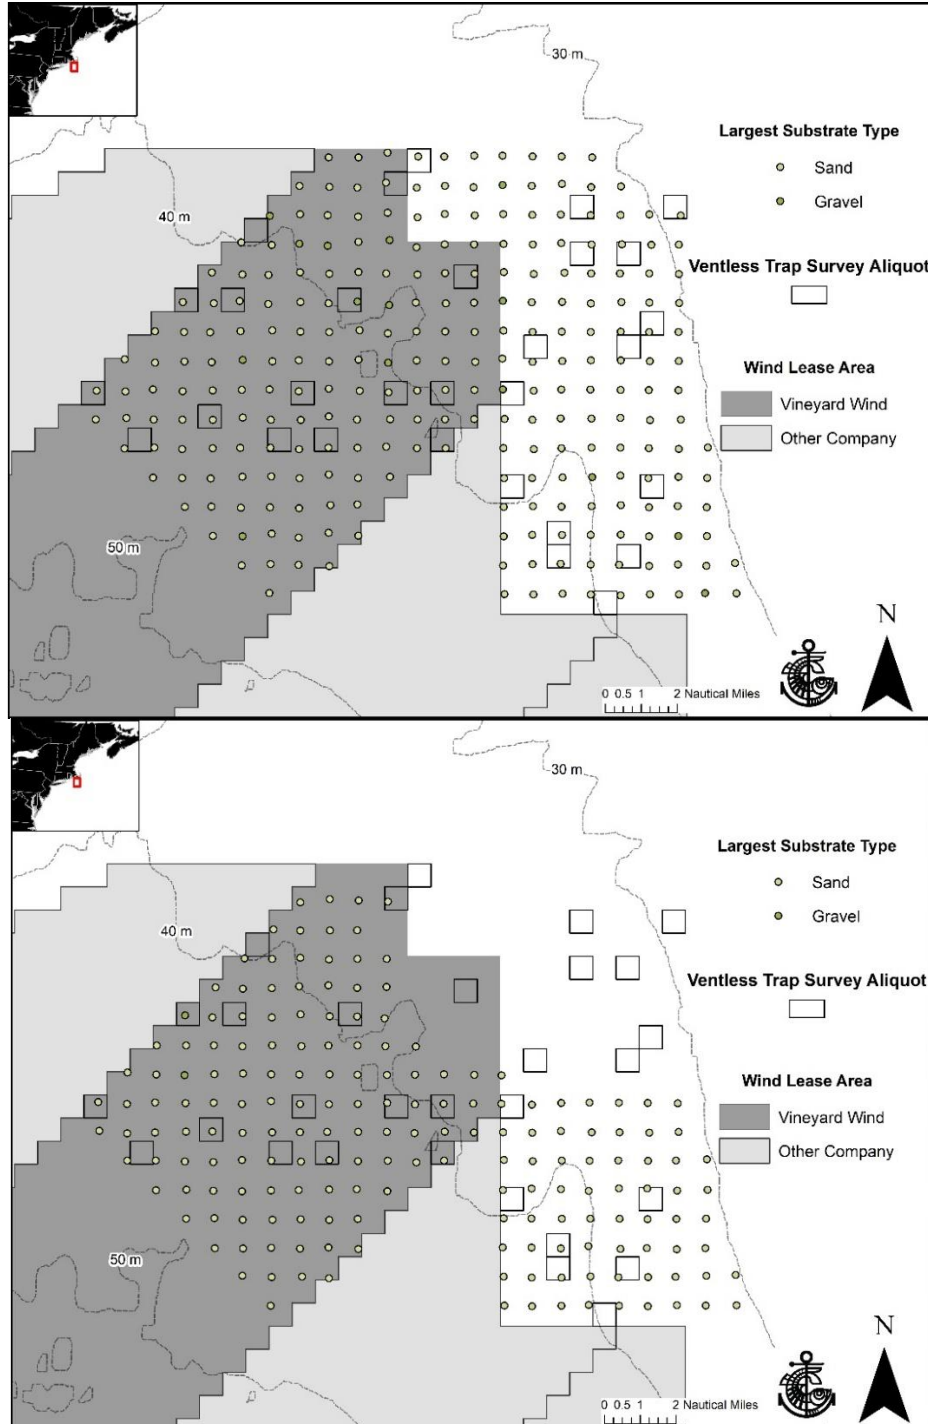 30 m
Largest Substrate Type
Sand
Gravel
40 m
Ventless Trap Survey Aliquot
Wind Lease Area
Vineyard Wind
Other Company
50 m
N
0 0.5 1 2 Nautical Miles
30 m
Largest Substrate Type
Sand
Gravel
40 m
Ventless Trap Survey Aliquot
Wind Lease Area
Vineyard Wind
Other Company
50 m
N
0 0.5 1 2 Nautical Miles